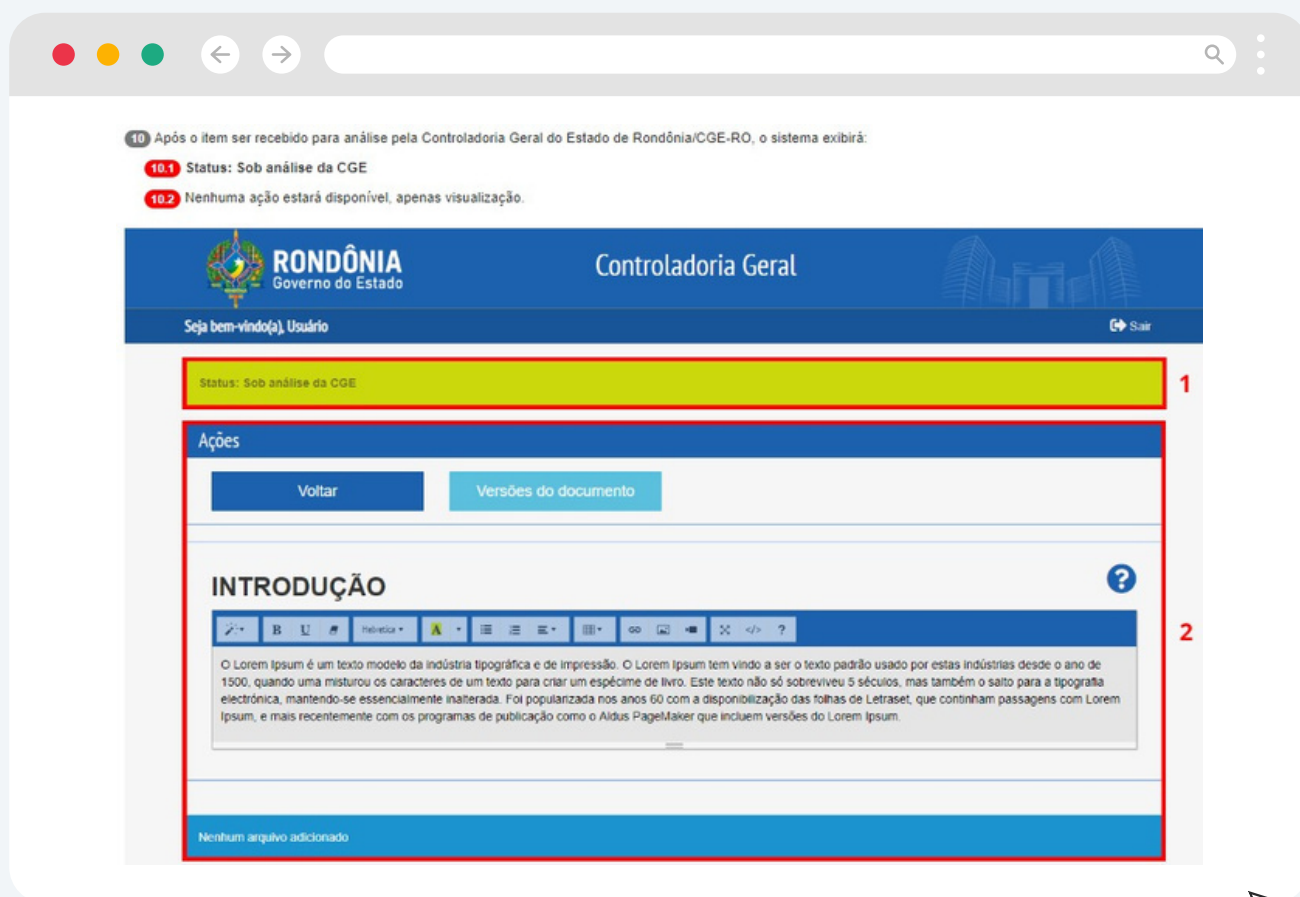 10 Após o item ser recebido para análise pela Controladoria Geral do Estado de Rondônia/CGE-RO, o sistema exibirá:
10.1 Status: Sob análise da CGE
10.2 Nenhuma ação estará disponível, apenas visualização.
RONDÔNIA
Governo do Estado
Controladoria Geral
Seja bem-vindo(a), Usuário
Sair
Status: Sob análise da CGE
1
Ações
Voltar
Versões do documento
INTRODUÇÃO
?
B U Helvetica A </> ?
2
O Lorem Ipsum é um texto modelo da indústria tipográfica e de impressão. O Lorem Ipsum tem vindo a ser o texto padrão usado por estas indústrias desde o ano de
1500, quando uma misturou os caracteres de um texto para criar um espécime de livro. Este texto não só sobreviveu 5 séculos, mas também o salto para a tipografia
electrónica, mantendo-se essencialmente inalterada. Foi popularizada nos anos 60 com a disponibilização das folhas de Letraset, que continham passagens com Lorem
Ipsum, e mais recentemente com os programas de publicação como o Aldus PageMaker que incluem versões do Lorem Ipsum.
Nenhum arquivo adicionado